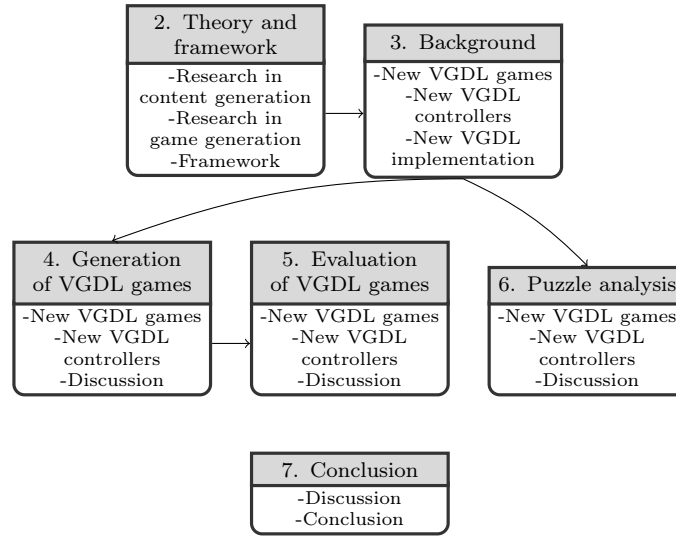 2. Theory and
framework
-Research in
content generation
-Research in
game generation
-Framework
3. Background
-New VGDL games
-New VGDL
controllers
-New VGDL
implementation
4. Generation
of VGDL games
-New VGDL games
-New VGDL
controllers
-Discussion
5. Evaluation
of VGDL games
-New VGDL games
-New VGDL
controllers
-Discussion
6. Puzzle analysis
-New VGDL games
-New VGDL
controllers
-Discussion
7. Conclusion
-Discussion
-Conclusion